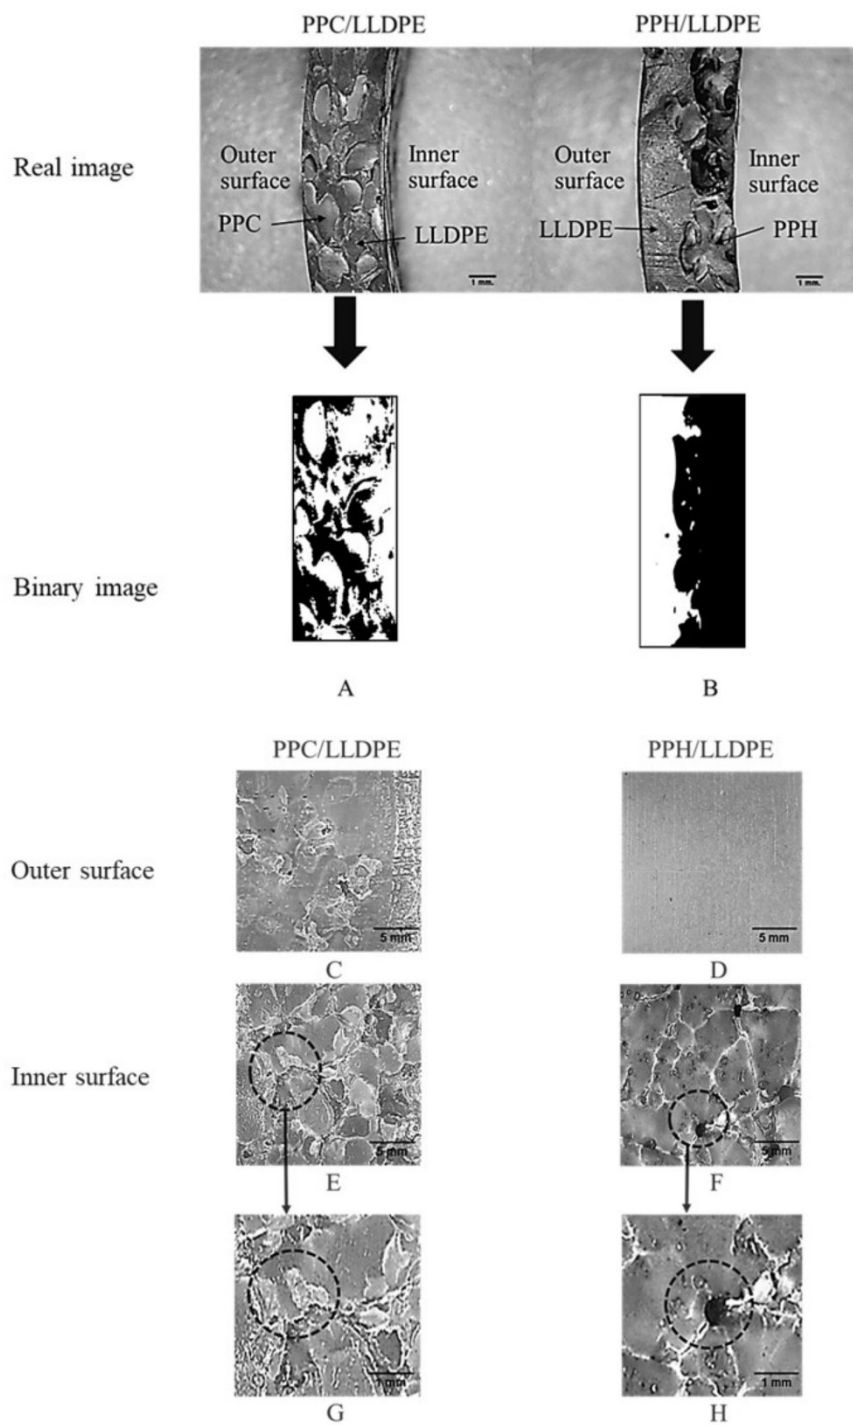 PPC/LLDPE PPH/LLDPE
Real image
Outer surface
Inner surface
PPC
LLDPE
1 mm.
Outer surface
Inner surface
LLDPE
PPH
1 mm.
Binary image
A B
PPC/LLDPE PPH/LLDPE
Outer surface
5 mm 5 mm
C D
Inner surface
5 mm 5 mm
E F
1 mm 1 mm
G H